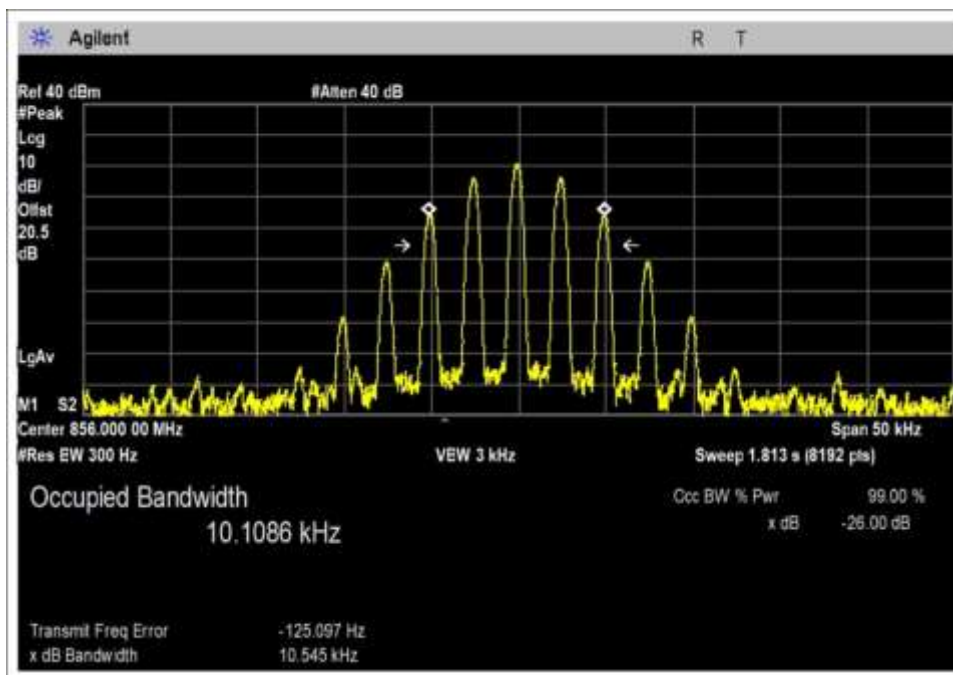 Agilent R T
Ref 40 dBm #Atten 40 dB
#Peak
Log
10
dB/
Offst
20.5
dB
LgAv
M1 S2
Center 856.000 00 MHz Span 50 kHz
#Res EW 300 Hz VEW 3 kHz Sweep 1.813 s (8192 pts)
Occupied Bandwidth Occ BW % Pwr 99.00 %
10.1086 kHz x dB -26.00 dB
Transmit Freq Error -125.097 Hz
x dB Bandwidth 10.545 kHz